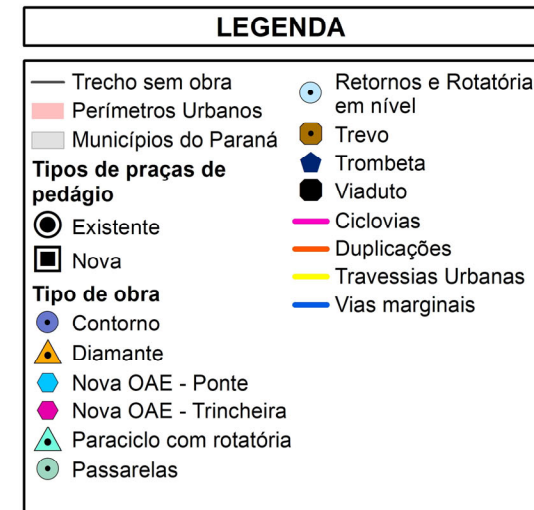 LEGENDA
Trecho sem obra
Perímetros Urbanos
Municípios do Paraná
Tipos de praças de
pedágio
Existente
Nova
Tipo de obra
Contorno
Diamante
Nova OAE - Ponte
Nova OAE - Trincheira
Paraciclo com rotatória
Passarelas
Retornos e Rotatória
em nível
Trevo
Trombeta
Viaduto
Ciclovias
Duplicações
Travessias Urbanas
Vias marginais